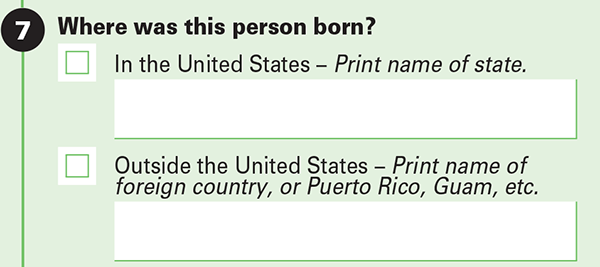 7 Where was this person born?
In the United States – Print name of state.
Outside the United States – Print name of
foreign country, or Puerto Rico, Guam, etc.